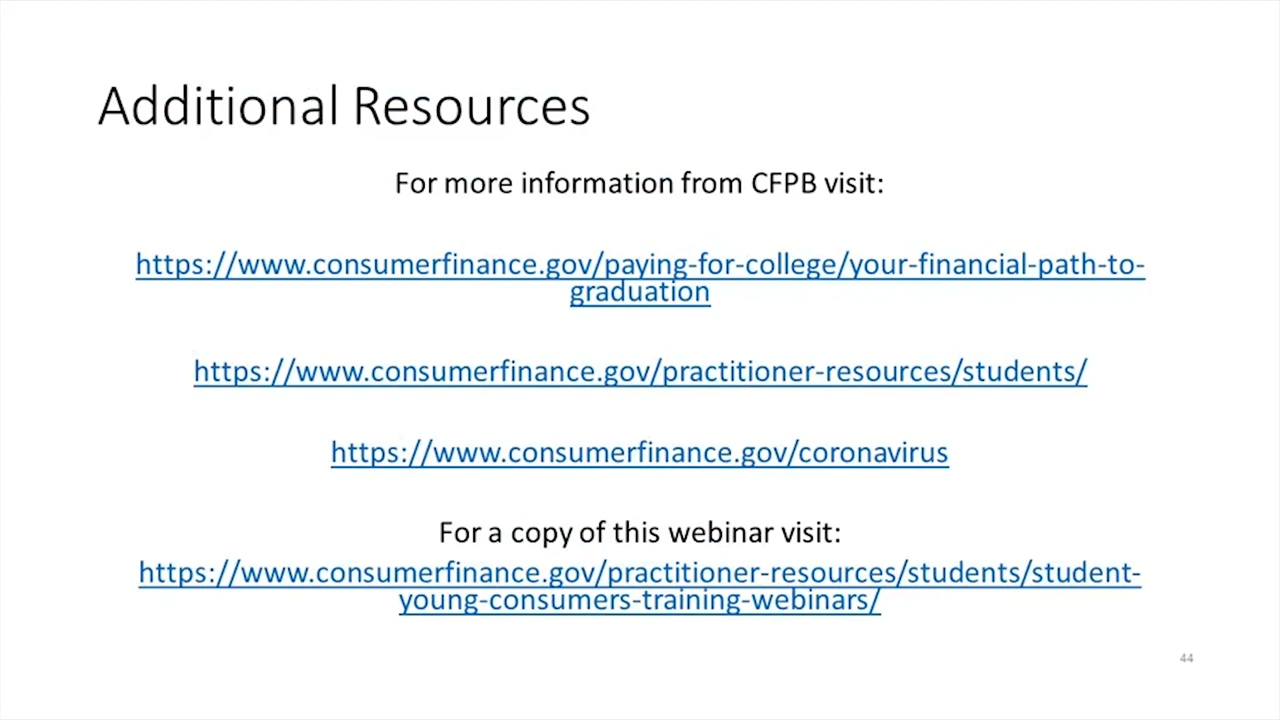 Additional Resources
For more information from CFPB visit:
https://www.consumerfinance.gov/paying-for-college/your-financial-path-to-
graduation
https://www.consumerfinance.gov/practitioner-resources/students/
https://www.consumerfinance.gov/coronavirus
For a copy of this webinar visit:
https://www.consumerfinance.gov/practitioner-resources/students/student-
young-consumers-training-webinars/
44